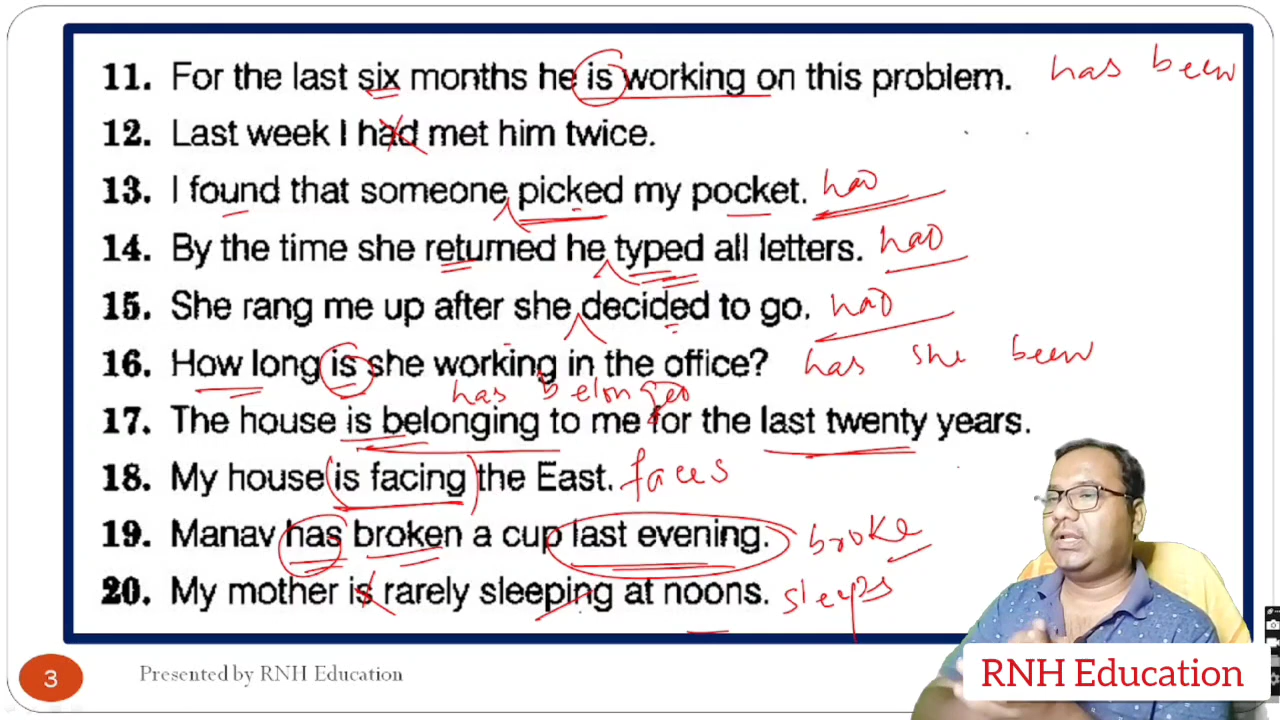 11. For the last six months he is working on this problem. has been
12. Last week I had met him twice.
13. I found that someone picked my pocket. had
14. By the time she returned he typed all letters. had
15. She rang me up after she decided to go. had
16. How long is she working in the office? has she been
has belonged
17. The house is belonging to me for the last twenty years.
18. My house is facing the East. faces
19. Manav has broken a cup last evening. broke
20. My mother is rarely sleeping at noons. sleeps
3 Presented by RNH Education
RNH Education